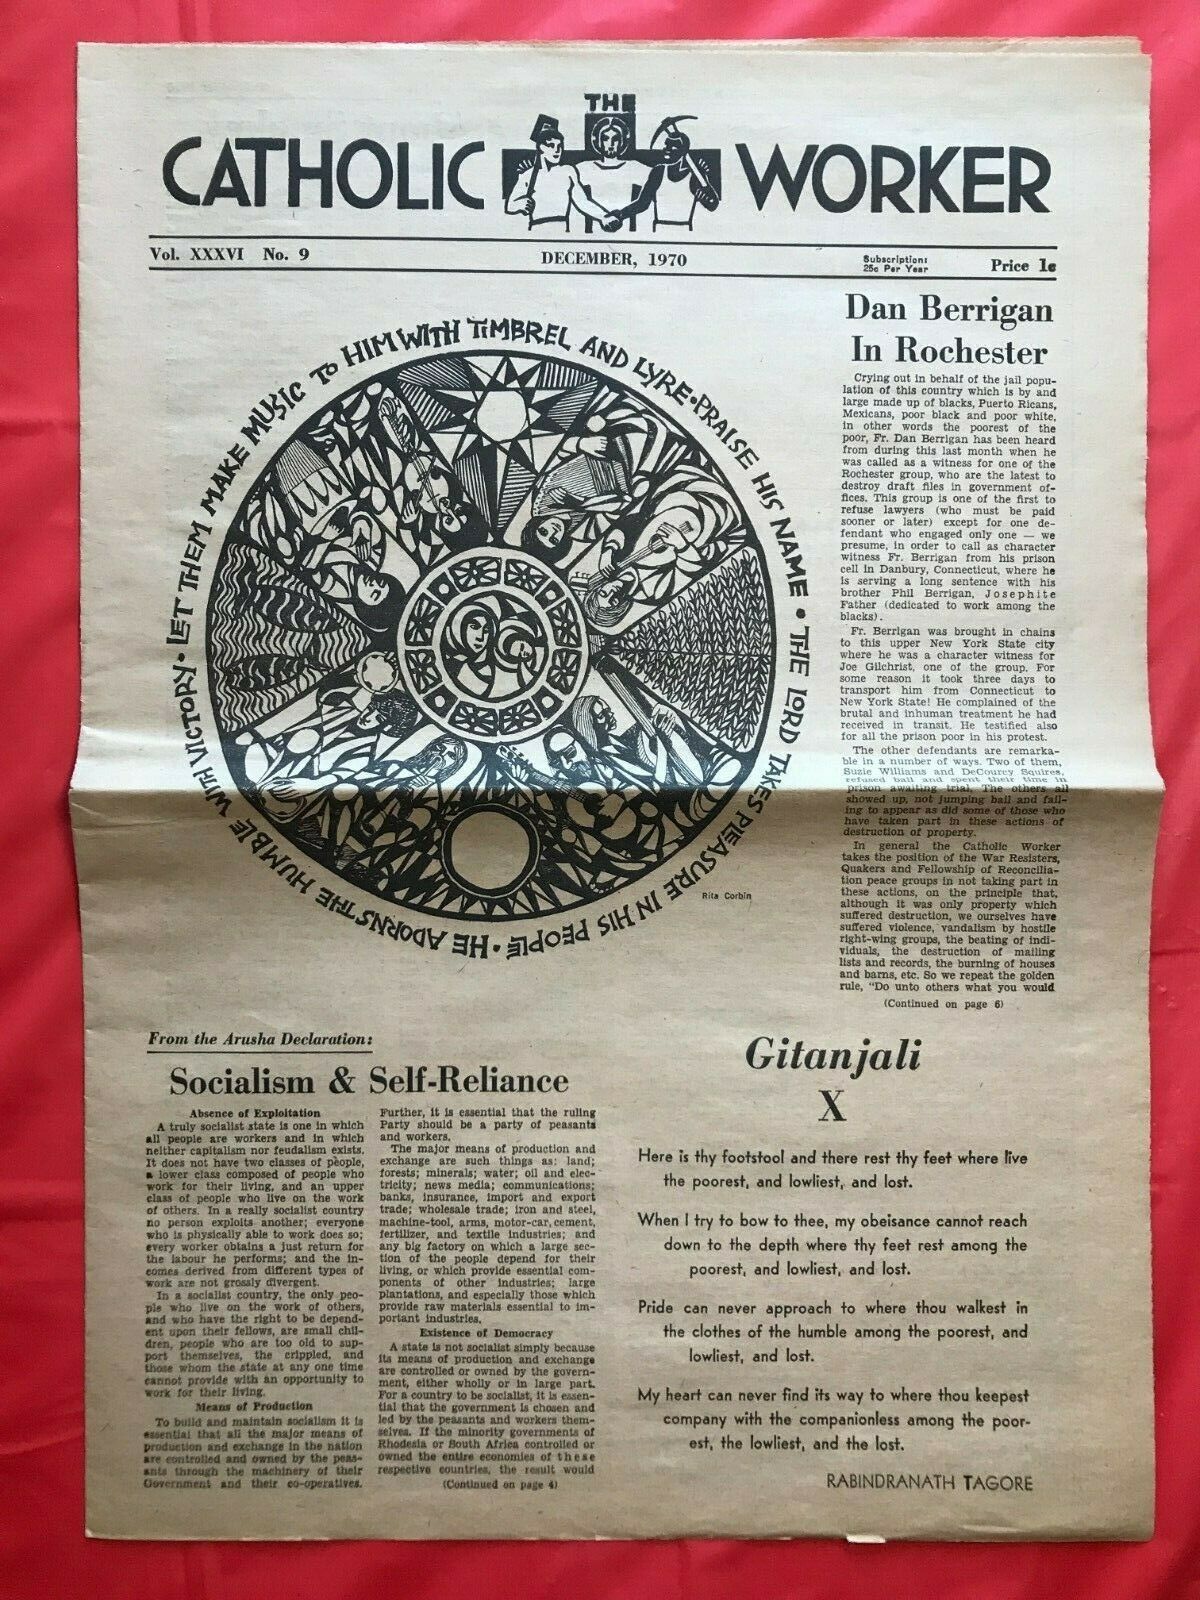 THE
CATHOLIC WORKER
Vol. XXXVI No. 9
DECEMBER, 1970
Subscription:
25c Per Year
Price 1c
LET THEM MAKE MUSIC TO HIM WITH TIMBREL AND LYRE • PRAISE HIS NAME • THE LORD TAKES PLEASURE IN HIS PEOPLE • HE ADORNS THE HUMBLE WITH VICTORY •
Rita Corbin
Dan Berrigan
In Rochester
Crying out in behalf of the jail popu-
lation of this country which is by and
large made up of blacks, Puerto Ricans,
Mexicans, poor black and poor white,
in other words the poorest of the
poor, Fr. Dan Berrigan has been heard
from during this last month when he
was called as a witness for one of the
Rochester group, who are the latest to
destroy draft files in government of-
fices. This group is one of the first to
refuse lawyers (who must be paid
sooner or later) except for one de-
fendant who engaged only one — we
presume, in order to call as character
witness Fr. Berrigan from his prison
cell in Danbury, Connecticut, where he
is serving a long sentence with his
brother Phil Berrigan, Josephite
Father (dedicated to work among the
blacks).
Fr. Berrigan was brought in chains
to this upper New York State city
where he was a character witness for
Joe Gilchrist, one of the group. For
some reason it took three days to
transport him from Connecticut to
New York State! He complained of the
brutal and inhuman treatment he had
received in transit. He testified also
for all the prison poor in his protest.
The other defendants are remarka-
ble in a number of ways. Two of them,
Suzie Williams and DeCourcy Squires,
refused bail and spent their time in
prison awaiting trial. The others all
showed up, not jumping bail and fail-
ing to appear as did some of those who
have taken part in these actions of
destruction of property.
In general the Catholic Worker
takes the position of the War Resisters,
Quakers and Fellowship of Reconcilia-
tion peace groups in not taking part in
these actions, on the principle that,
although it was only property which
suffered destruction, we ourselves have
suffered violence, vandalism by hostile
right-wing groups, the beating of indi-
viduals, the destruction of mailing
lists and records, the burning of houses
and barns, etc. So we repeat the golden
rule, "Do unto others what you would
(Continued on page 6)
From the Arusha Declaration:
Socialism & Self-Reliance
Absence of Exploitation
A truly socialist state is one in which
all people are workers and in which
neither capitalism nor feudalism exists.
It does not have two classes of people,
a lower class composed of people who
work for their living, and an upper
class of people who live on the work
of others. In a really socialist country
no person exploits another; everyone
who is physically able to work does so;
every worker obtains a just return for
the labour he performs; and the in-
comes derived from different types of
work are not grossly divergent.
In a socialist country, the only peo-
ple who live on the work of others,
and who have the right to be depend-
ent upon their fellows, are small chil-
dren, people who are too old to sup-
port themselves, the crippled, and
those whom the state at any one time
cannot provide with an opportunity to
work for their living.
Means of Production
To build and maintain socialism it is
essential that all the major means of
production and exchange in the nation
are controlled and owned by the peas-
ants through the machinery of their
Government and their co-operatives.
Further, it is essential that the ruling
Party should be a party of peasants
and workers.
The major means of production and
exchange are such things as: land;
forests; minerals; water; oil and elec-
tricity; news media; communications;
banks, insurance, import and export
trade; wholesale trade; iron and steel,
machine-tool, arms, motor-car, cement,
fertilizer, and textile industries; and
any big factory on which a large sec-
tion of the people depend for their
living, or which provide essential com-
ponents of other industries; large
plantations, and especially those which
provide raw materials essential to im-
portant industries.
Existence of Democracy
A state is not socialist simply because
its means of production and exchange
are controlled or owned by the govern-
ment, either wholly or in large part.
For a country to be socialist, it is essen-
tial that the government is chosen and
led by the peasants and workers them-
selves. If the minority governments of
Rhodesia or South Africa controlled or
owned the entire economies of these
respective countries, the result would
(Continued on page 4)
Gitanjali
X
Here is thy footstool and there rest thy feet where live
the poorest, and lowliest, and lost.
When I try to bow to thee, my obeisance cannot reach
down to the depth where thy feet rest among the
poorest, and lowliest, and lost.
Pride can never approach to where thou walkest in
the clothes of the humble among the poorest, and
lowliest, and lost.
My heart can never find its way to where thou keepest
company with the companionless among the poor-
est, the lowliest, and the lost.
RABINDRANATH TAGORE